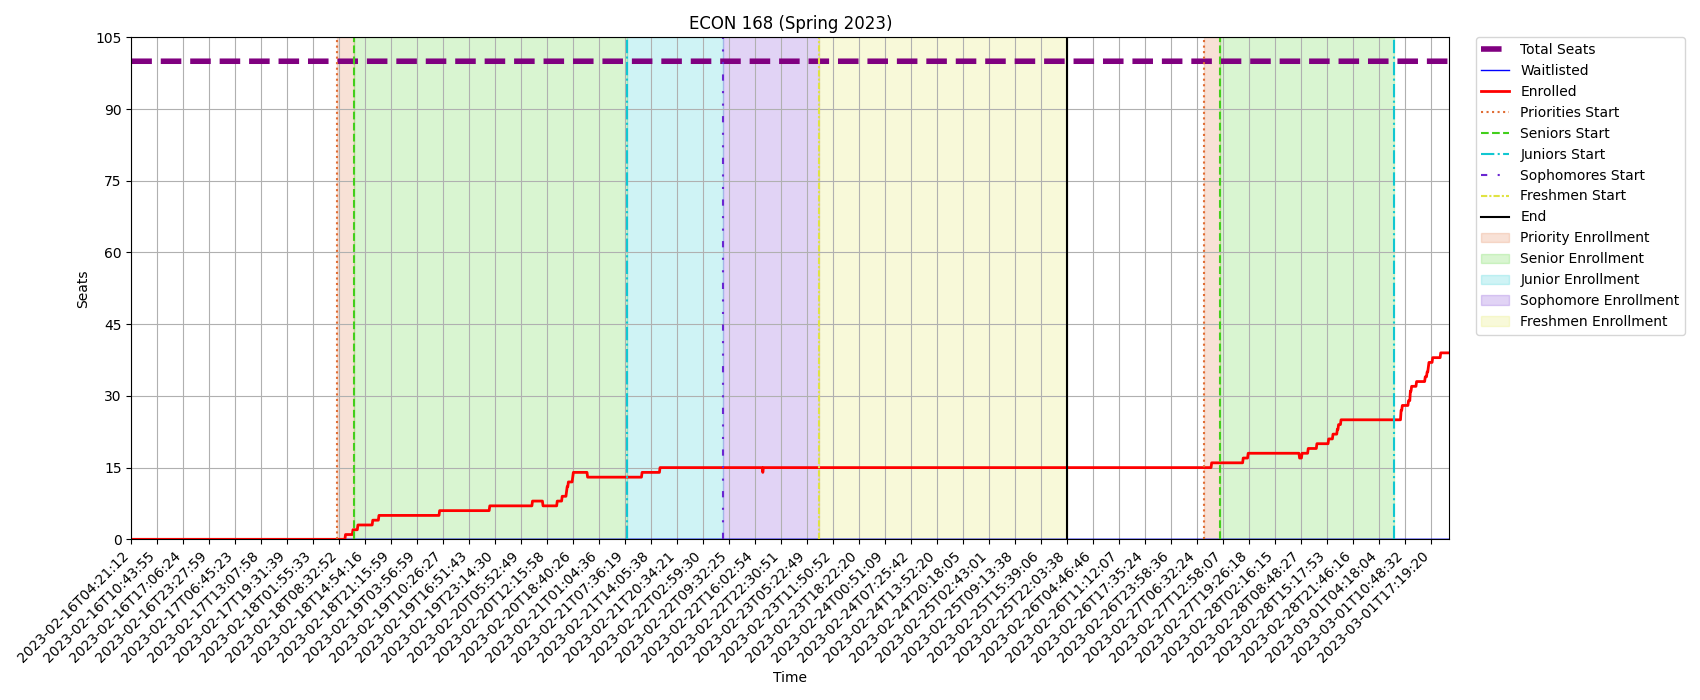 ECON 168 (Spring 2023)
105
90
75
60
45
30
15
0
Seats
2023-02-16T04:21:12
2023-02-16T10:43:55
2023-02-16T17:06:24
2023-02-16T23:27:59
2023-02-17T06:45:23
2023-02-17T13:07:58
2023-02-17T19:31:39
2023-02-18T01:55:33
2023-02-18T08:32:52
2023-02-18T14:54:16
2023-02-18T21:15:59
2023-02-19T03:56:59
2023-02-19T10:26:27
2023-02-19T16:51:43
2023-02-19T23:14:30
2023-02-20T05:52:49
2023-02-20T12:15:58
2023-02-20T18:40:26
2023-02-21T01:04:36
2023-02-21T07:36:19
2023-02-21T14:05:38
2023-02-21T20:34:21
2023-02-22T02:59:30
2023-02-22T09:32:25
2023-02-22T16:02:54
2023-02-22T22:30:51
2023-02-23T05:22:49
2023-02-23T11:50:52
2023-02-23T18:22:20
2023-02-24T00:51:09
2023-02-24T07:25:42
2023-02-24T13:52:20
2023-02-24T20:18:05
2023-02-25T02:43:01
2023-02-25T09:13:38
2023-02-25T15:39:06
2023-02-25T22:03:38
2023-02-26T04:46:46
2023-02-26T11:12:07
2023-02-26T17:35:24
2023-02-26T23:58:36
2023-02-27T06:32:24
2023-02-27T12:58:07
2023-02-27T19:26:18
2023-02-28T02:16:15
2023-02-28T08:48:27
2023-02-28T15:17:53
2023-02-28T21:46:16
2023-03-01T04:18:04
2023-03-01T10:48:32
2023-03-01T17:19:20
Time
Total Seats
Waitlisted
Enrolled
Priorities Start
Seniors Start
Juniors Start
Sophomores Start
Freshmen Start
End
Priority Enrollment
Senior Enrollment
Junior Enrollment
Sophomore Enrollment
Freshmen Enrollment